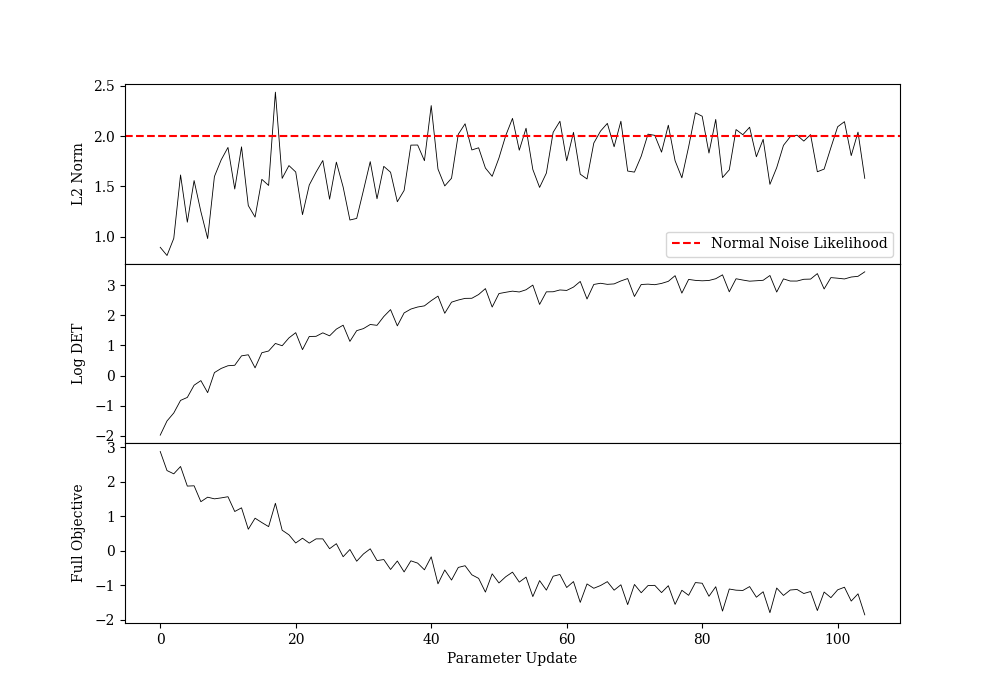 2.5
2.0
1.5
1.0
L2 Norm
Normal Noise Likelihood
3
2
1
0
−1
−2
Log DET
3
2
1
0
−1
−2
Full Objective
0 20 40 60 80 100
Parameter Update